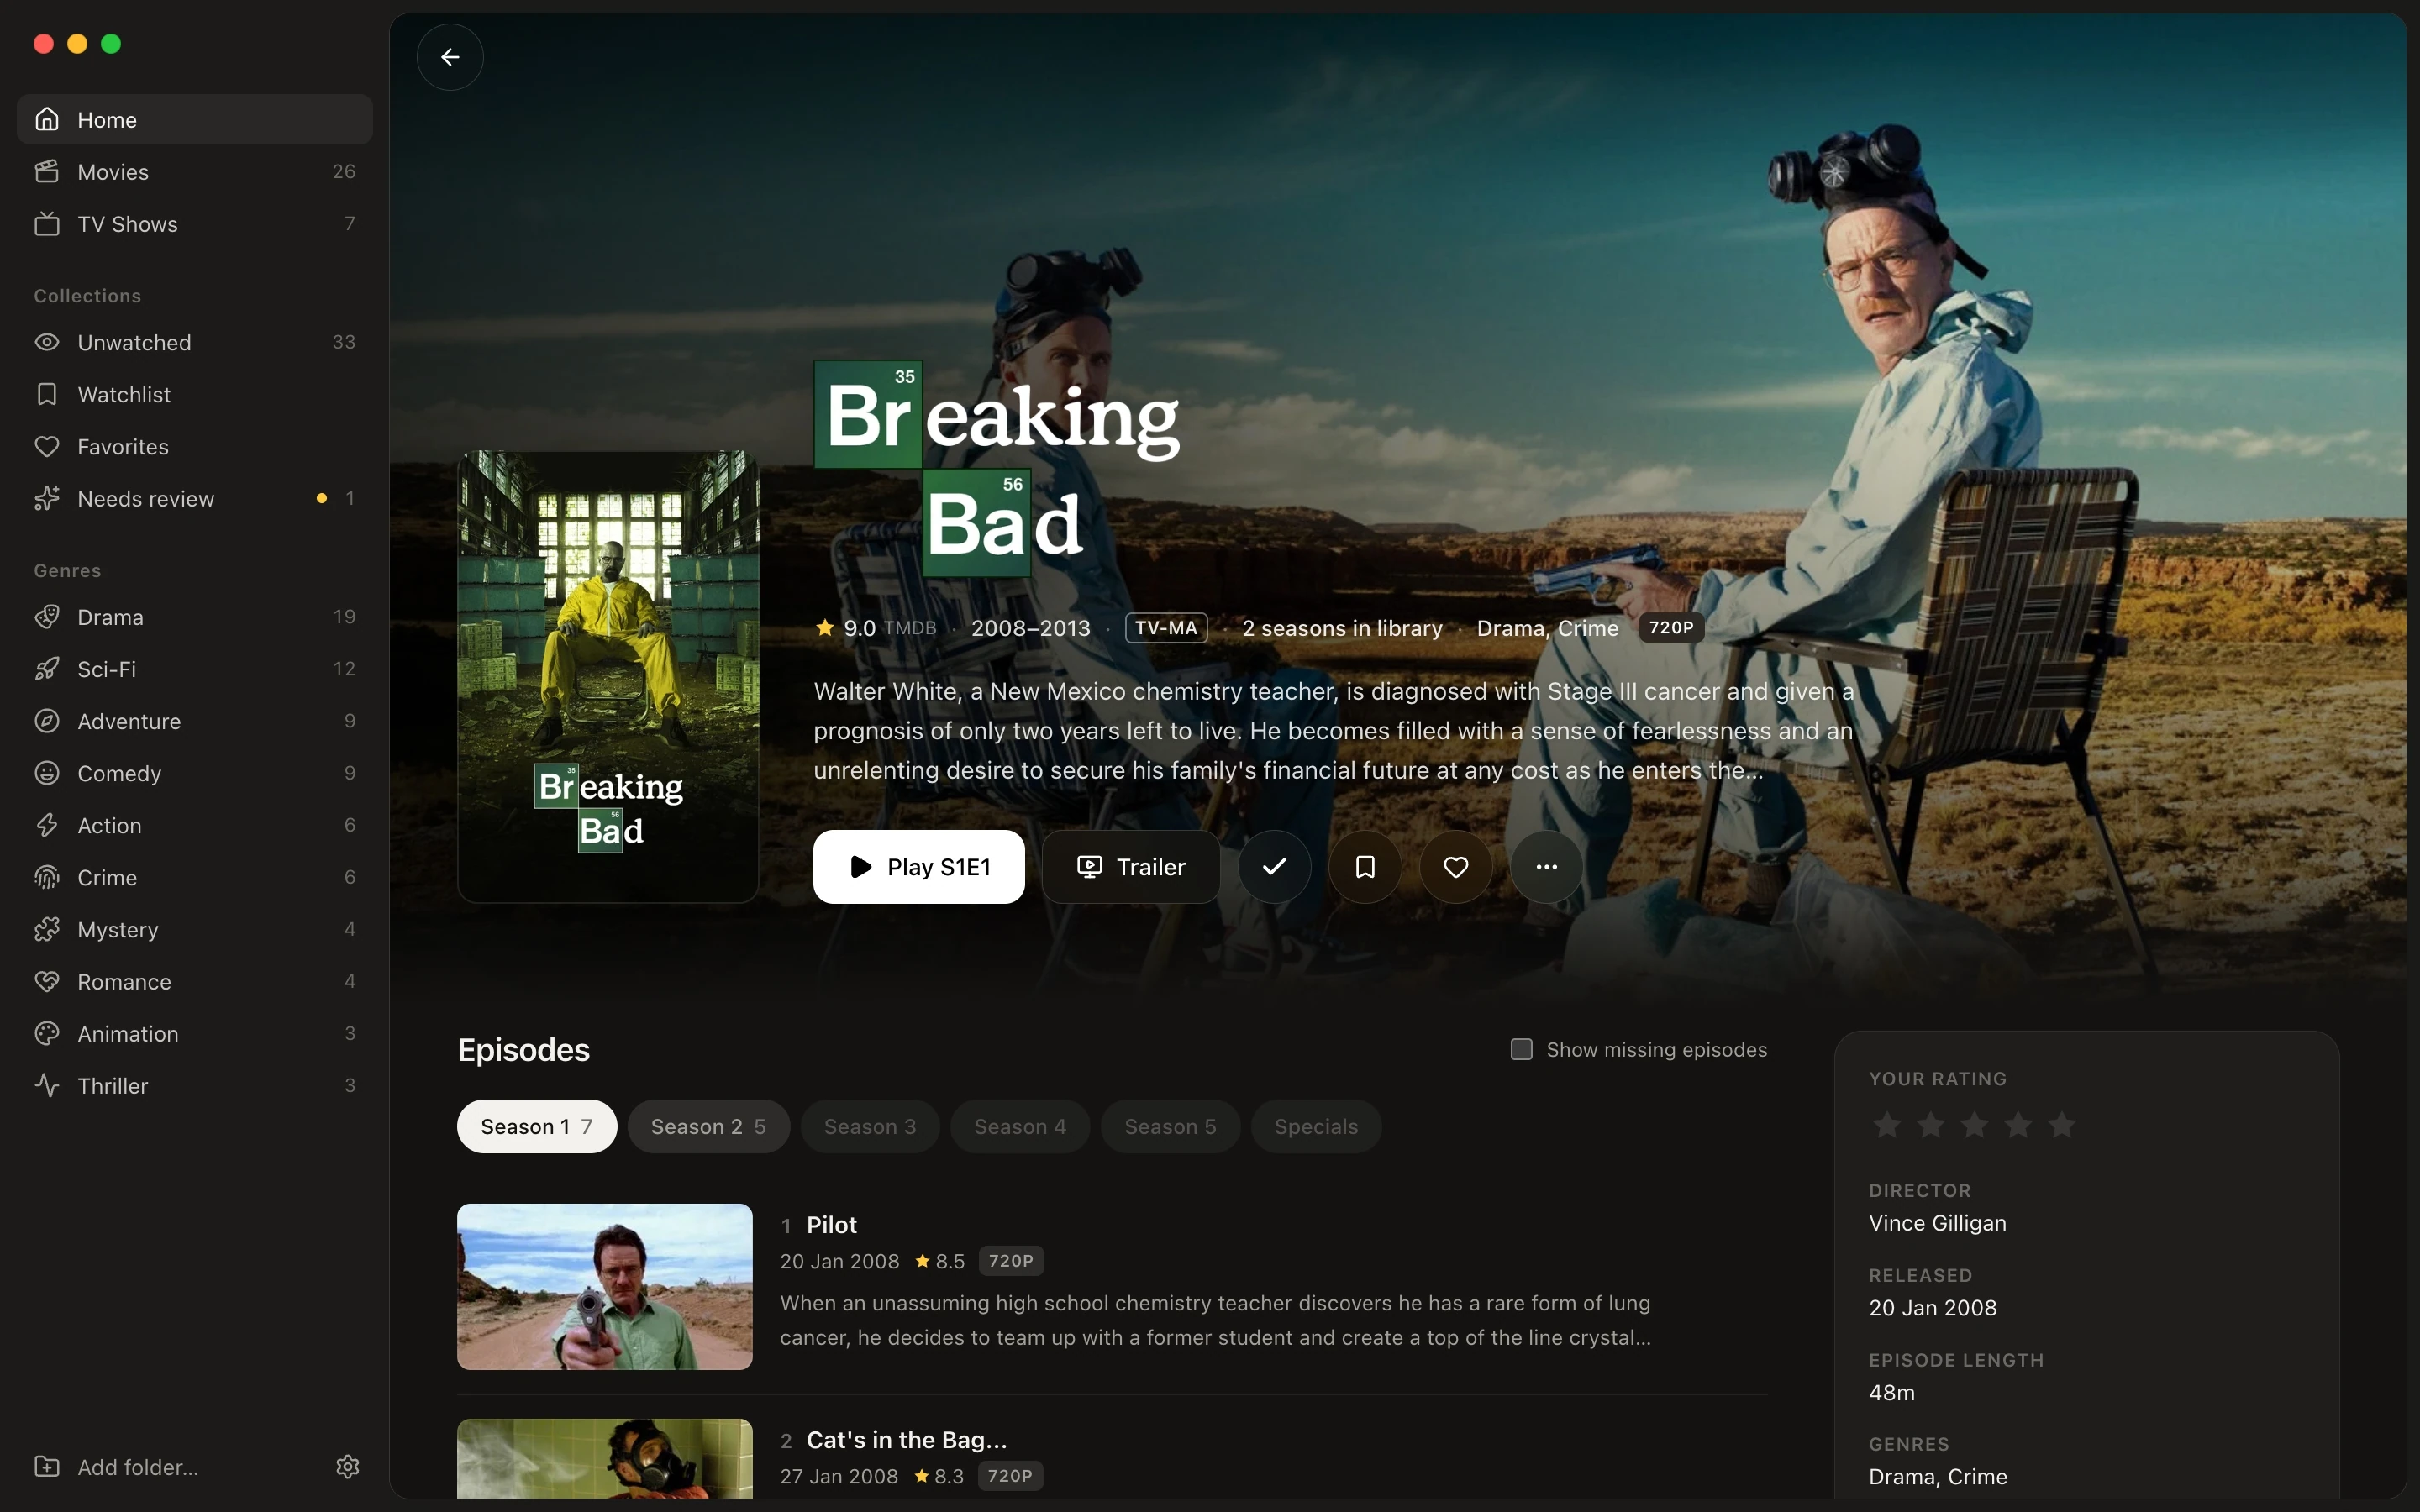 Home
Movies 26
TV Shows 7
Collections
Unwatched 33
Watchlist
Favorites
Needs review 1
Genres
Drama 19
Sci-Fi 12
Adventure 9
Comedy 9
Action 6
Crime 6
Mystery 4
Romance 4
Animation 3
Thriller 3
Add folder...
35
Breaking
56
Bad
35
Breaking
56
Bad
9.0 TMDB · 2008–2013 · TV-MA · 2 seasons in library · Drama, Crime 720P
Walter White, a New Mexico chemistry teacher, is diagnosed with Stage III cancer and given a
prognosis of only two years left to live. He becomes filled with a sense of fearlessness and an
unrelenting desire to secure his family's financial future at any cost as he enters the...
Play S1E1 Trailer
Episodes Show missing episodes
Season 1 7 Season 2 5 Season 3 Season 4 Season 5 Specials
1 Pilot
20 Jan 2008 8.5 720P
When an unassuming high school chemistry teacher discovers he has a rare form of lung
cancer, he decides to team up with a former student and create a top of the line crystal...
2 Cat's in the Bag...
27 Jan 2008 8.3 720P
YOUR RATING
DIRECTOR
Vince Gilligan
RELEASED
20 Jan 2008
EPISODE LENGTH
48m
GENRES
Drama, Crime